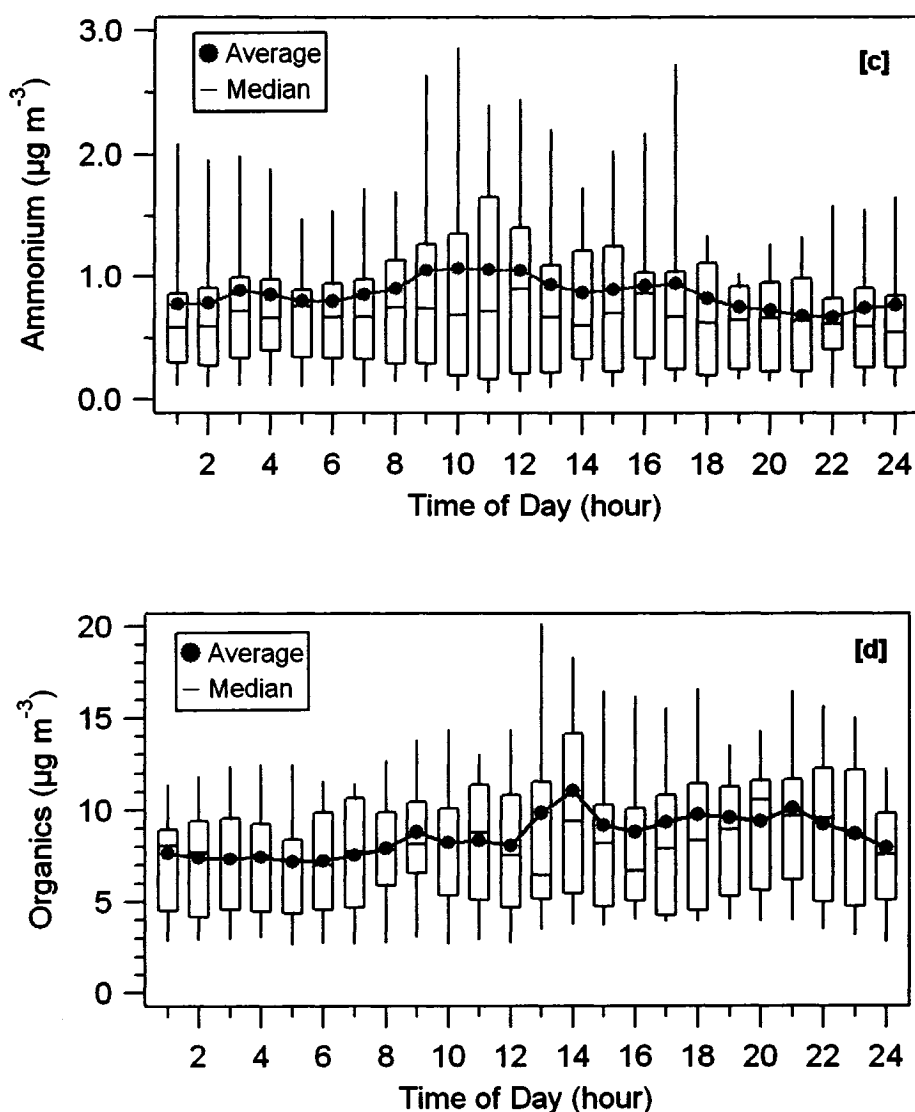 3.0
2.0
1.0
0.0
Ammonium (µg m-3)
Average
Median
[c]
2 4 6 8 10 12 14 16 18 20 22 24
Time of Day (hour)
20
15
10
5
0
Organics (µg m-3)
Average
Median
[d]
2 4 6 8 10 12 14 16 18 20 22 24
Time of Day (hour)